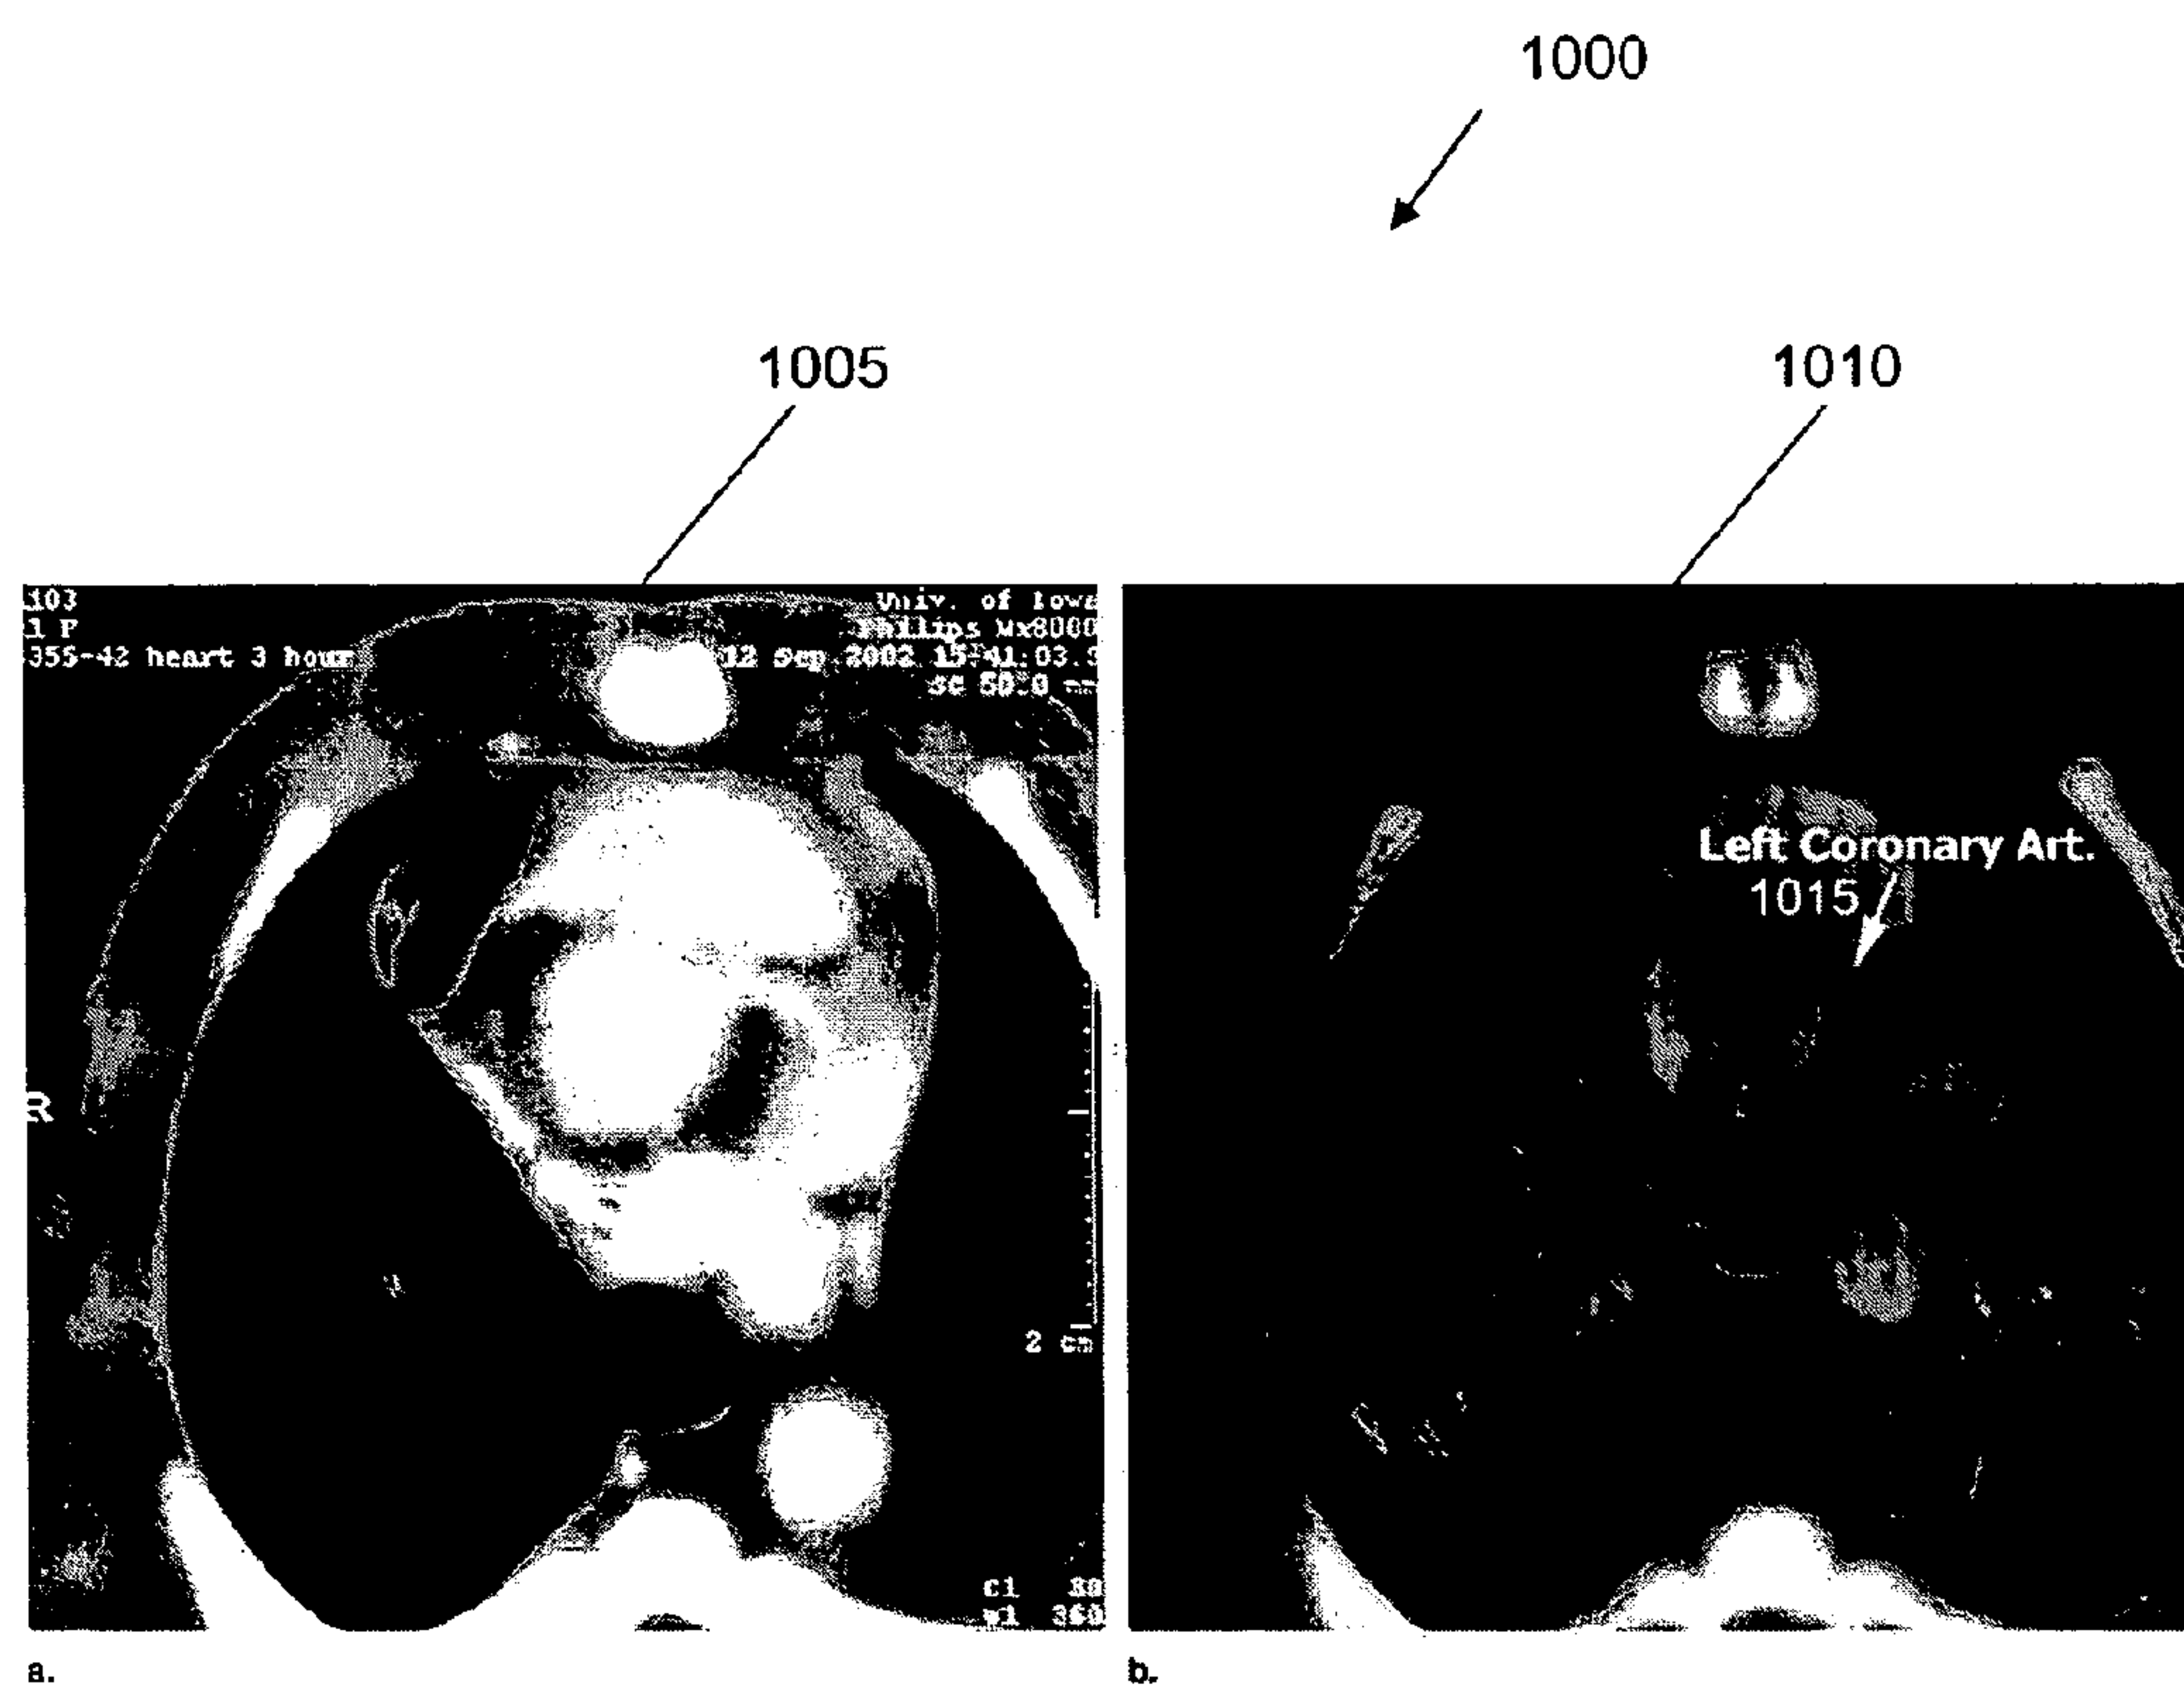 1000
1005
1010
103
1 F
355-42 heart 3 hour
Univ. of Iowa
Philips Mx8000
12 Sep 2002 15:41:03.
Left Coronary Art.
1015
R
2 cm
a.
b.